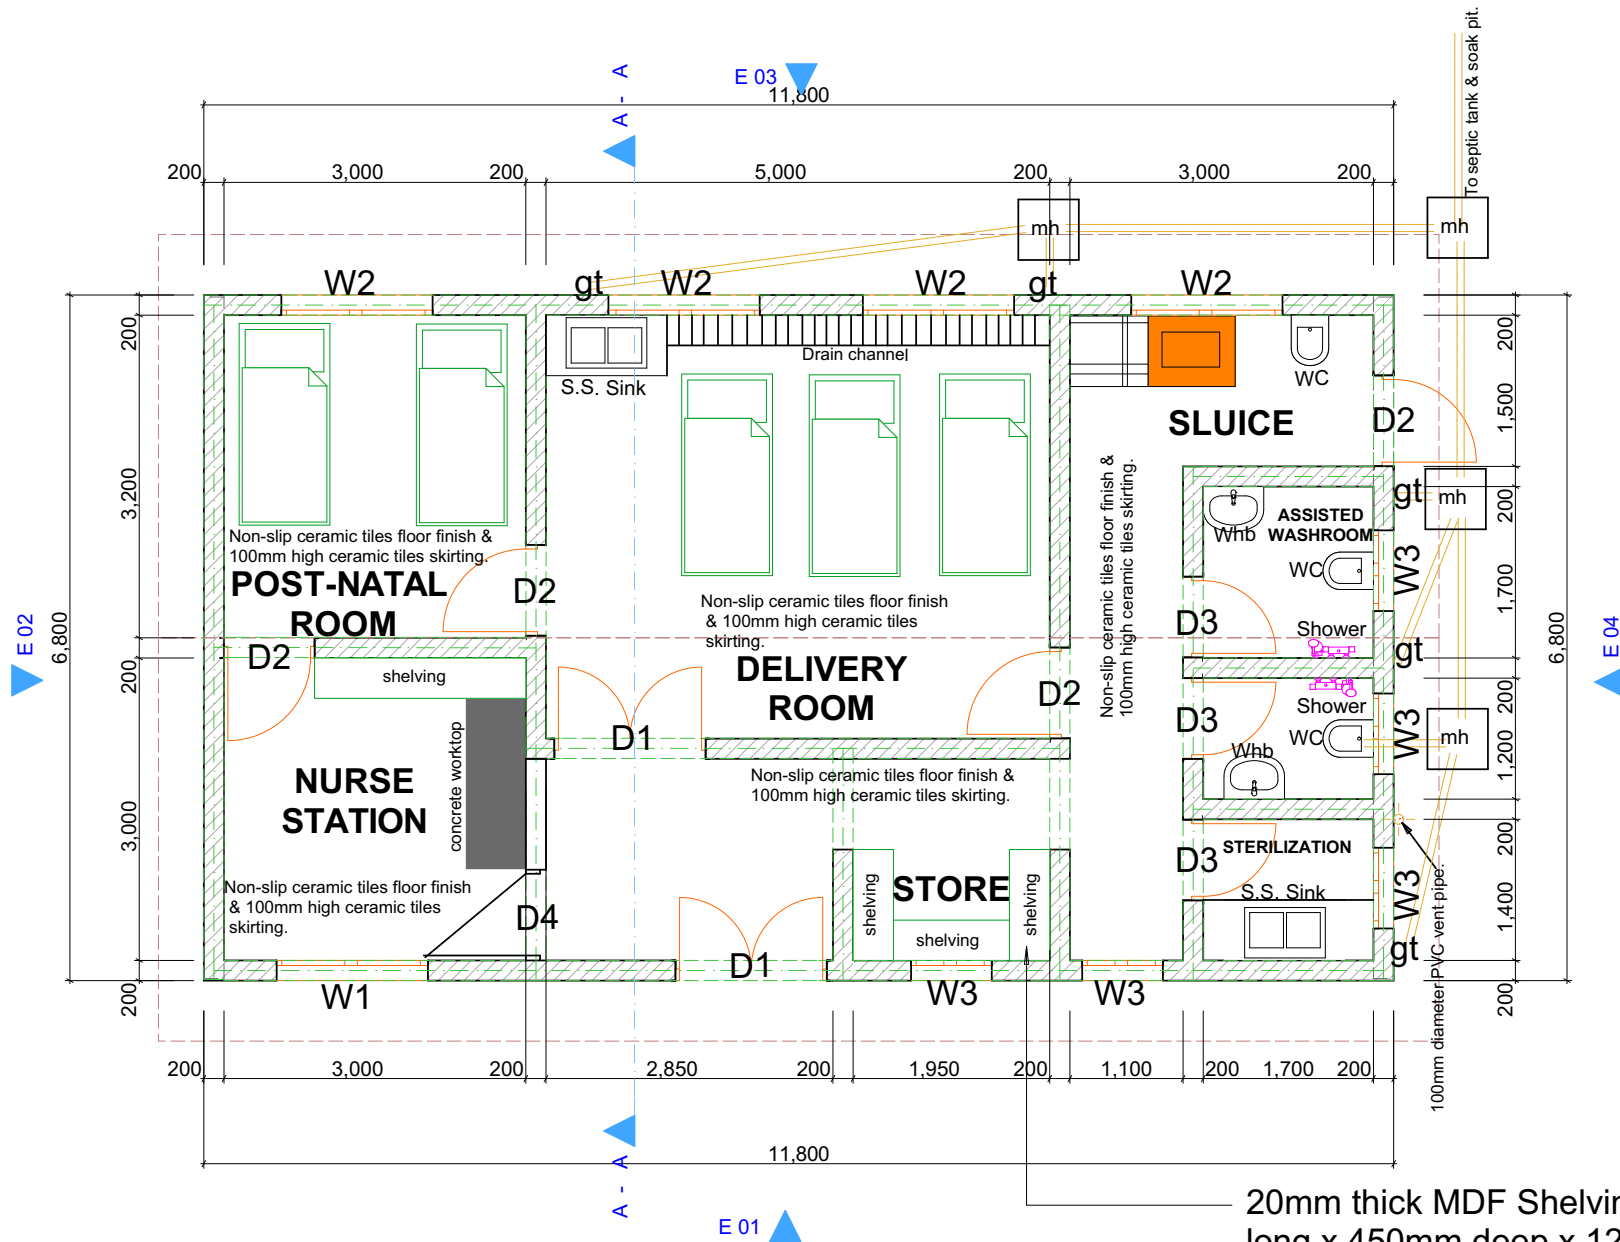 To septic tank & soak pit.
A - A
E 03
11,800
200
3,000
200
5,000
200
3,000
200
mh
mh
W2
gt
W2
W2
gt
W2
200
Drain channel
S.S. Sink
WC
200
SLUICE
D2
1,500
3,200
Non-slip ceramic tiles floor finish &
100mm high ceramic tiles skirting.
POST-NATAL
ROOM
D2
Non-slip ceramic tiles floor finish
& 100mm high ceramic tiles
skirting.
DELIVERY
ROOM
Non-slip ceramic tiles floor finish &
100mm high ceramic tiles skirting.
gt
mh
200
ASSISTED
WASHROOM
Whb
WC
W3
1,700
D3
Shower
gt
E 02
6,800
6,800
E 04
D2
200
shelving
D2
200
Shower
D3
WC
W3
mh
Whb
1,200
D1
NURSE
STATION
concrete worktop
Non-slip ceramic tiles floor finish &
100mm high ceramic tiles skirting.
3,000
200
D3
STERILIZATION
S.S. Sink
W3
1,400
gt
100mm diameter PVC vent pipe.
Non-slip ceramic tiles floor finish
& 100mm high ceramic tiles
skirting.
D4
STORE
shelving
shelving
shelving
D1
W1
W3
W3
200
200
200
3,000
200
2,850
200
1,950
200
1,100
200
1,700
200
11,800
A - A
E 01
20mm thick MDF Shelvin
long x 450mm deep x 12